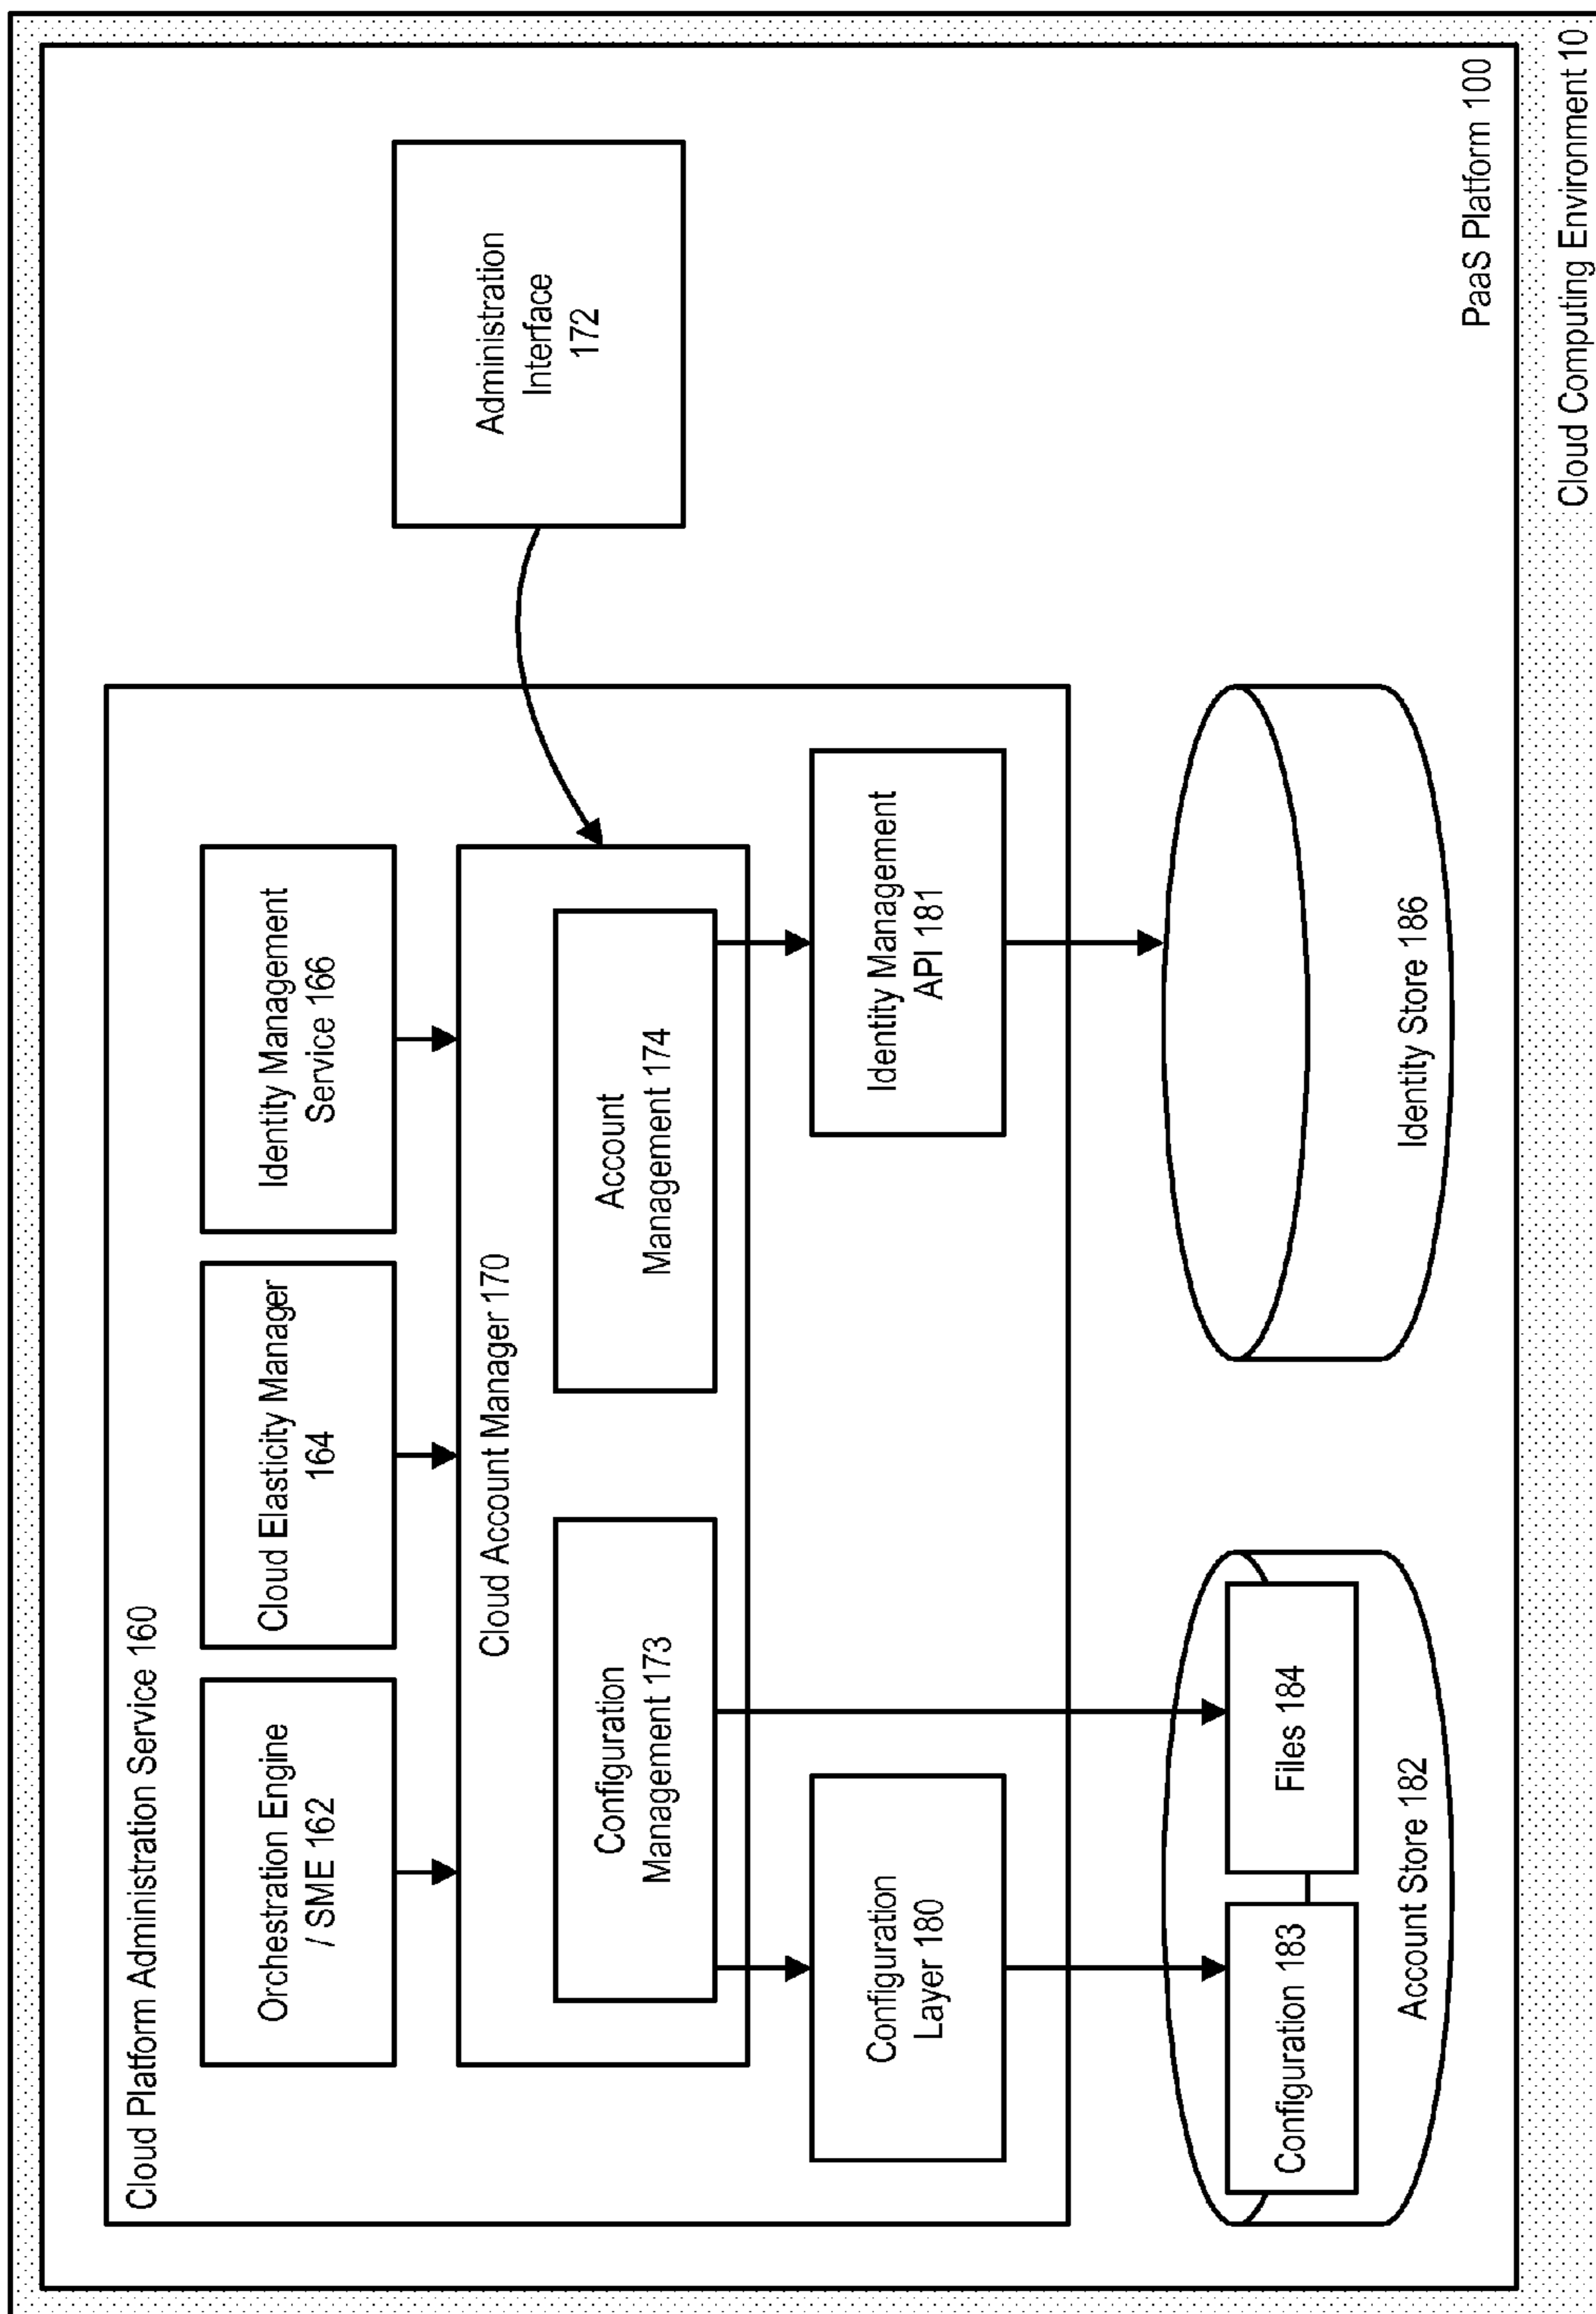 Cloud Platform Administration Service 160
Orchestration Engine
/ SME 162
Cloud Elasticity Manager
164
Identity Management
Service 166
Cloud Account Manager 170
Configuration
Management 173
Account
Management 174
Administration
Interface
172
Configuration
Layer 180
Identity Management
API 181
Configuration 183
Files 184
Account Store 182
Identity Store 186
PaaS Platform 100
Cloud Computing Environment 10